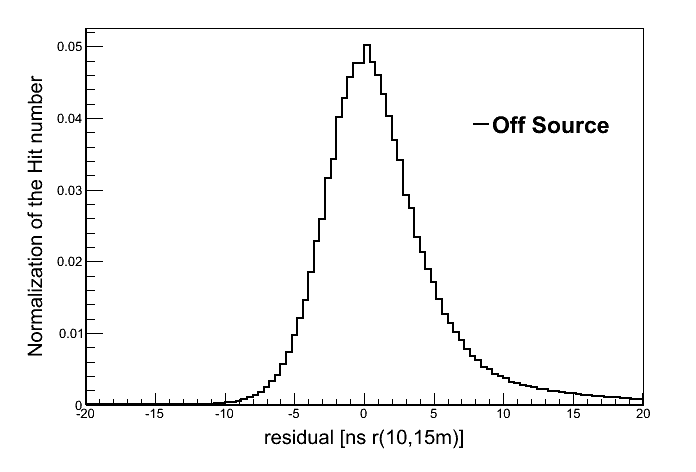 Normalization of the Hit number
0.05
0.04
0.03
0.02
0.01
0
-20 -15 -10 -5 0 5 10 15 20
residual [ns r(10,15m)]
Off Source